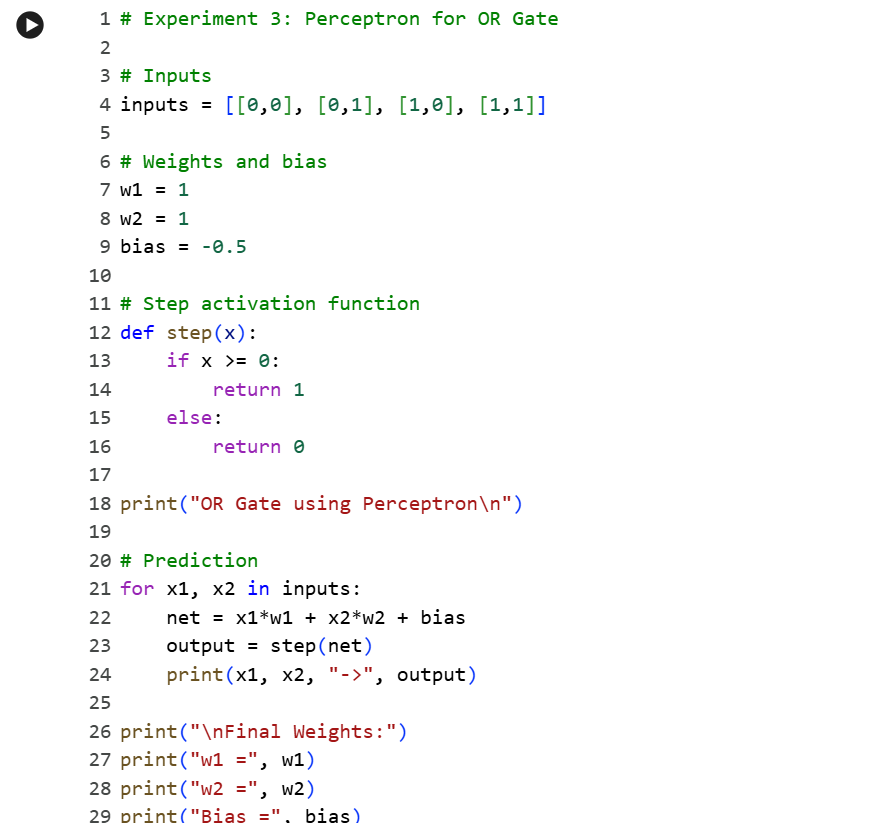 1 # Experiment 3: Perceptron for OR Gate
2
3 # Inputs
4 inputs = [[0,0], [0,1], [1,0], [1,1]]
5
6 # Weights and bias
7 w1 = 1
8 w2 = 1
9 bias = -0.5
10
11 # Step activation function
12 def step(x):
13     if x >= 0:
14         return 1
15     else:
16         return 0
17
18 print("OR Gate using Perceptron\n")
19
20 # Prediction
21 for x1, x2 in inputs:
22     net = x1*w1 + x2*w2 + bias
23     output = step(net)
24     print(x1, x2, "->", output)
25
26 print("\nFinal Weights:")
27 print("w1 =", w1)
28 print("w2 =", w2)
29 print("Bias =", bias)